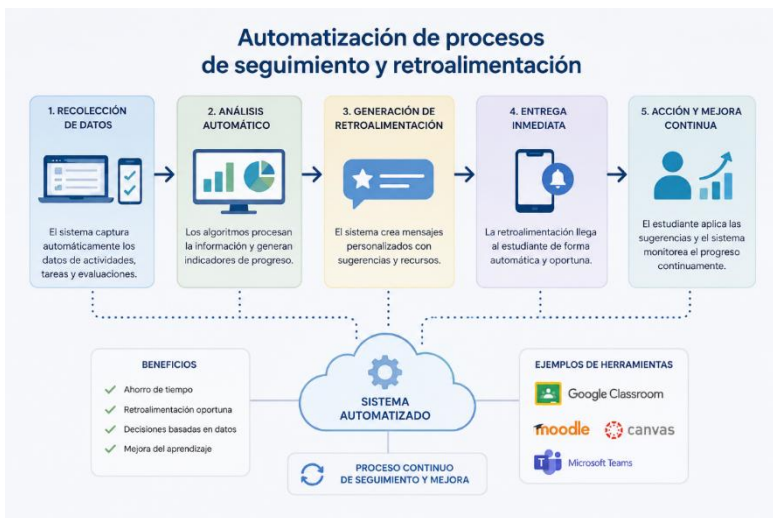 Automatización de procesos
de seguimiento y retroalimentación
1. RECOLECCIÓN
DE DATOS
El sistema captura
automáticamente los
datos de actividades,
tareas y evaluaciones.
2. ANÁLISIS
AUTOMÁTICO
Los algoritmos procesan
la información y generan
indicadores de progreso.
3. GENERACIÓN DE
RETROALIMENTACIÓN
El sistema crea mensajes
personalizados con
sugerencias y recursos.
4. ENTREGA
INMEDIATA
La retroalimentación llega
al estudiante de forma
automática y oportuna.
5. ACCIÓN Y MEJORA
CONTINUA
El estudiante aplica las
sugerencias y el sistema
monitorea el progreso
continuamente.
BENEFICIOS
Ahorro de tiempo
Retroalimentación oportuna
Decisiones basadas en datos
Mejora del aprendizaje
SISTEMA
AUTOMATIZADO
PROCESO CONTINUO
DE SEGUIMIENTO Y MEJORA
EJEMPLOS DE HERRAMIENTAS
Google Classroom
moodle
canvas
T
Microsoft Teams